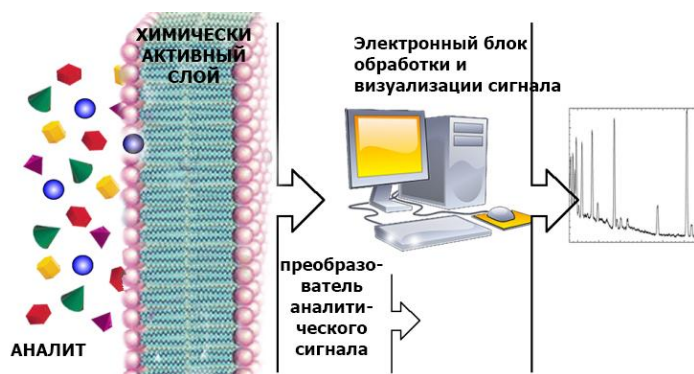 ХИМИЧЕСКИ
АКТИВНЫЙ
СЛОЙ
Электронный блок
обработки и
визуализации сигнала
преобразо-
ватель
аналити-
ческого
сигнала
АНАЛИТ